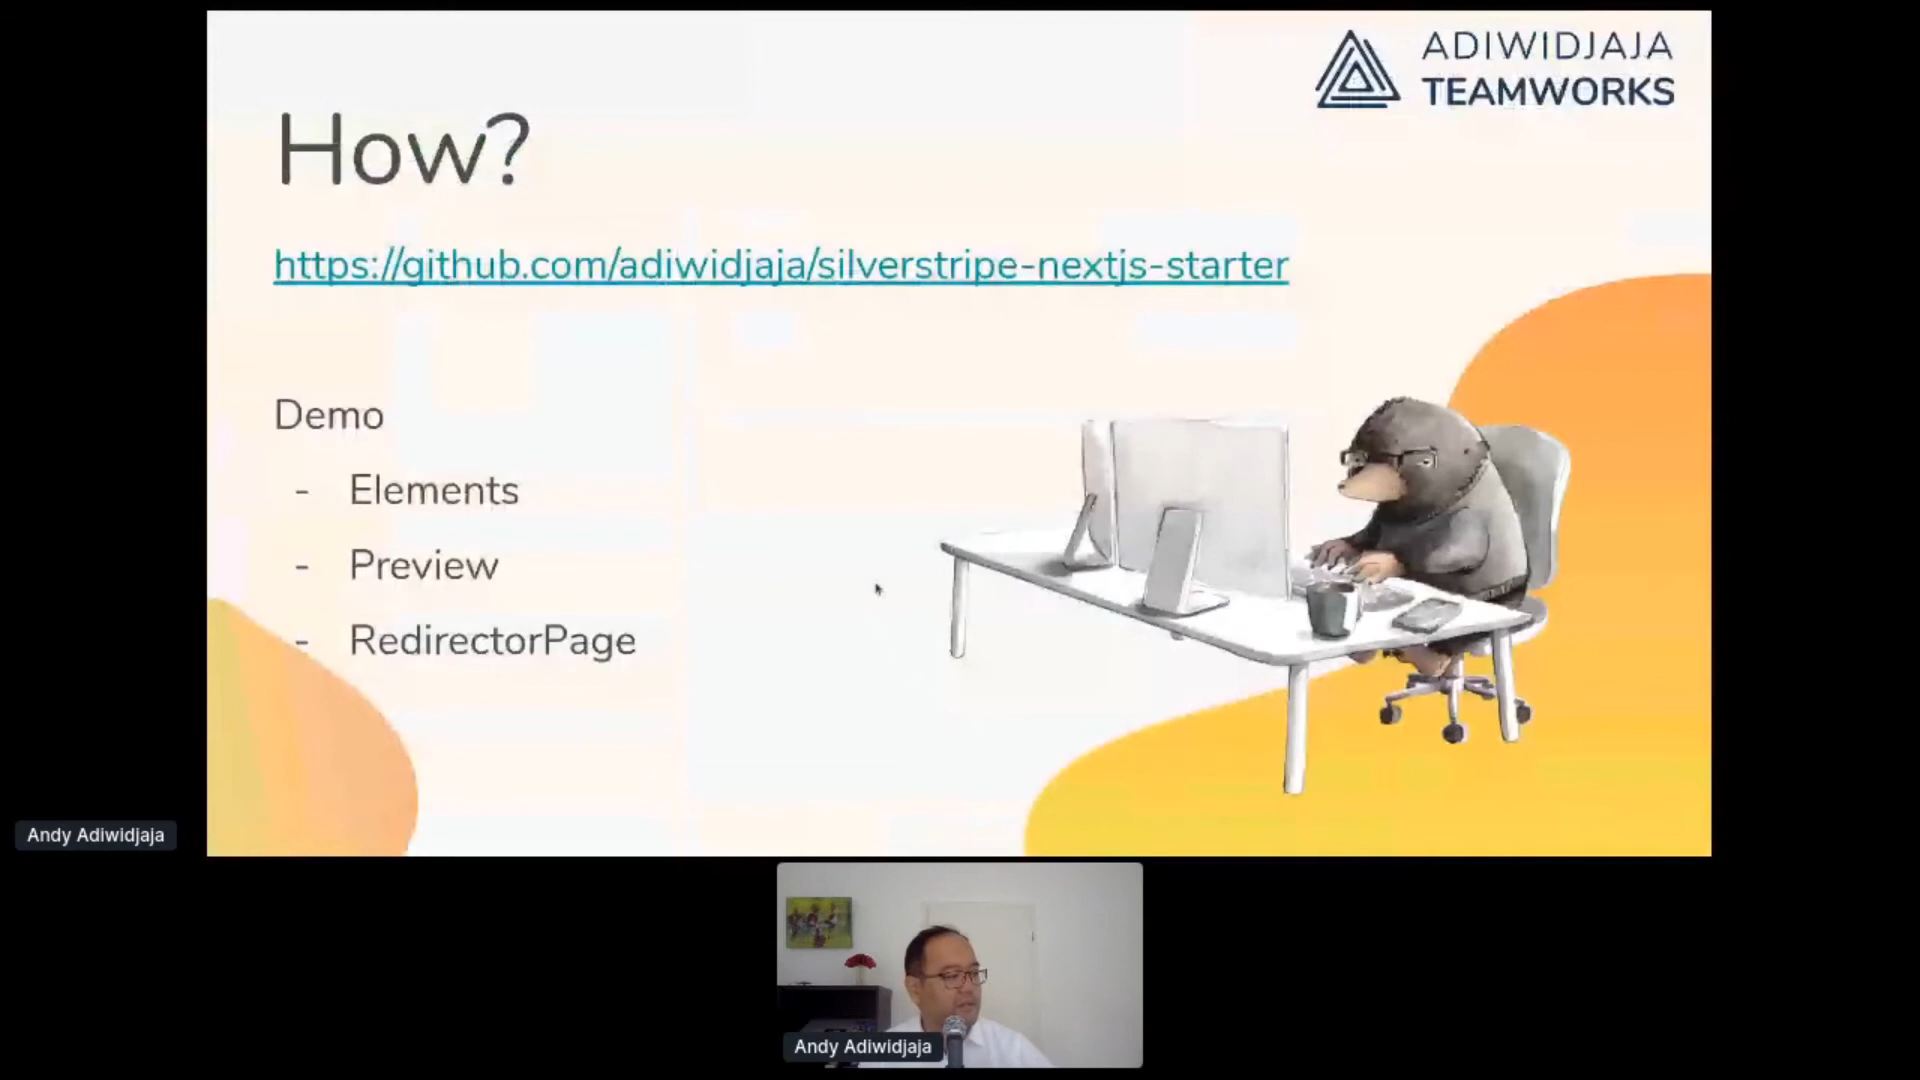 ADIWIDJAJA
TEAMWORKS
How?
https://github.com/adiwidjaja/silverstripe-nextjs-starter
Demo
- Elements
- Preview
- RedirectorPage
Andy Adiwidjaja
Andy Adiwidjaja